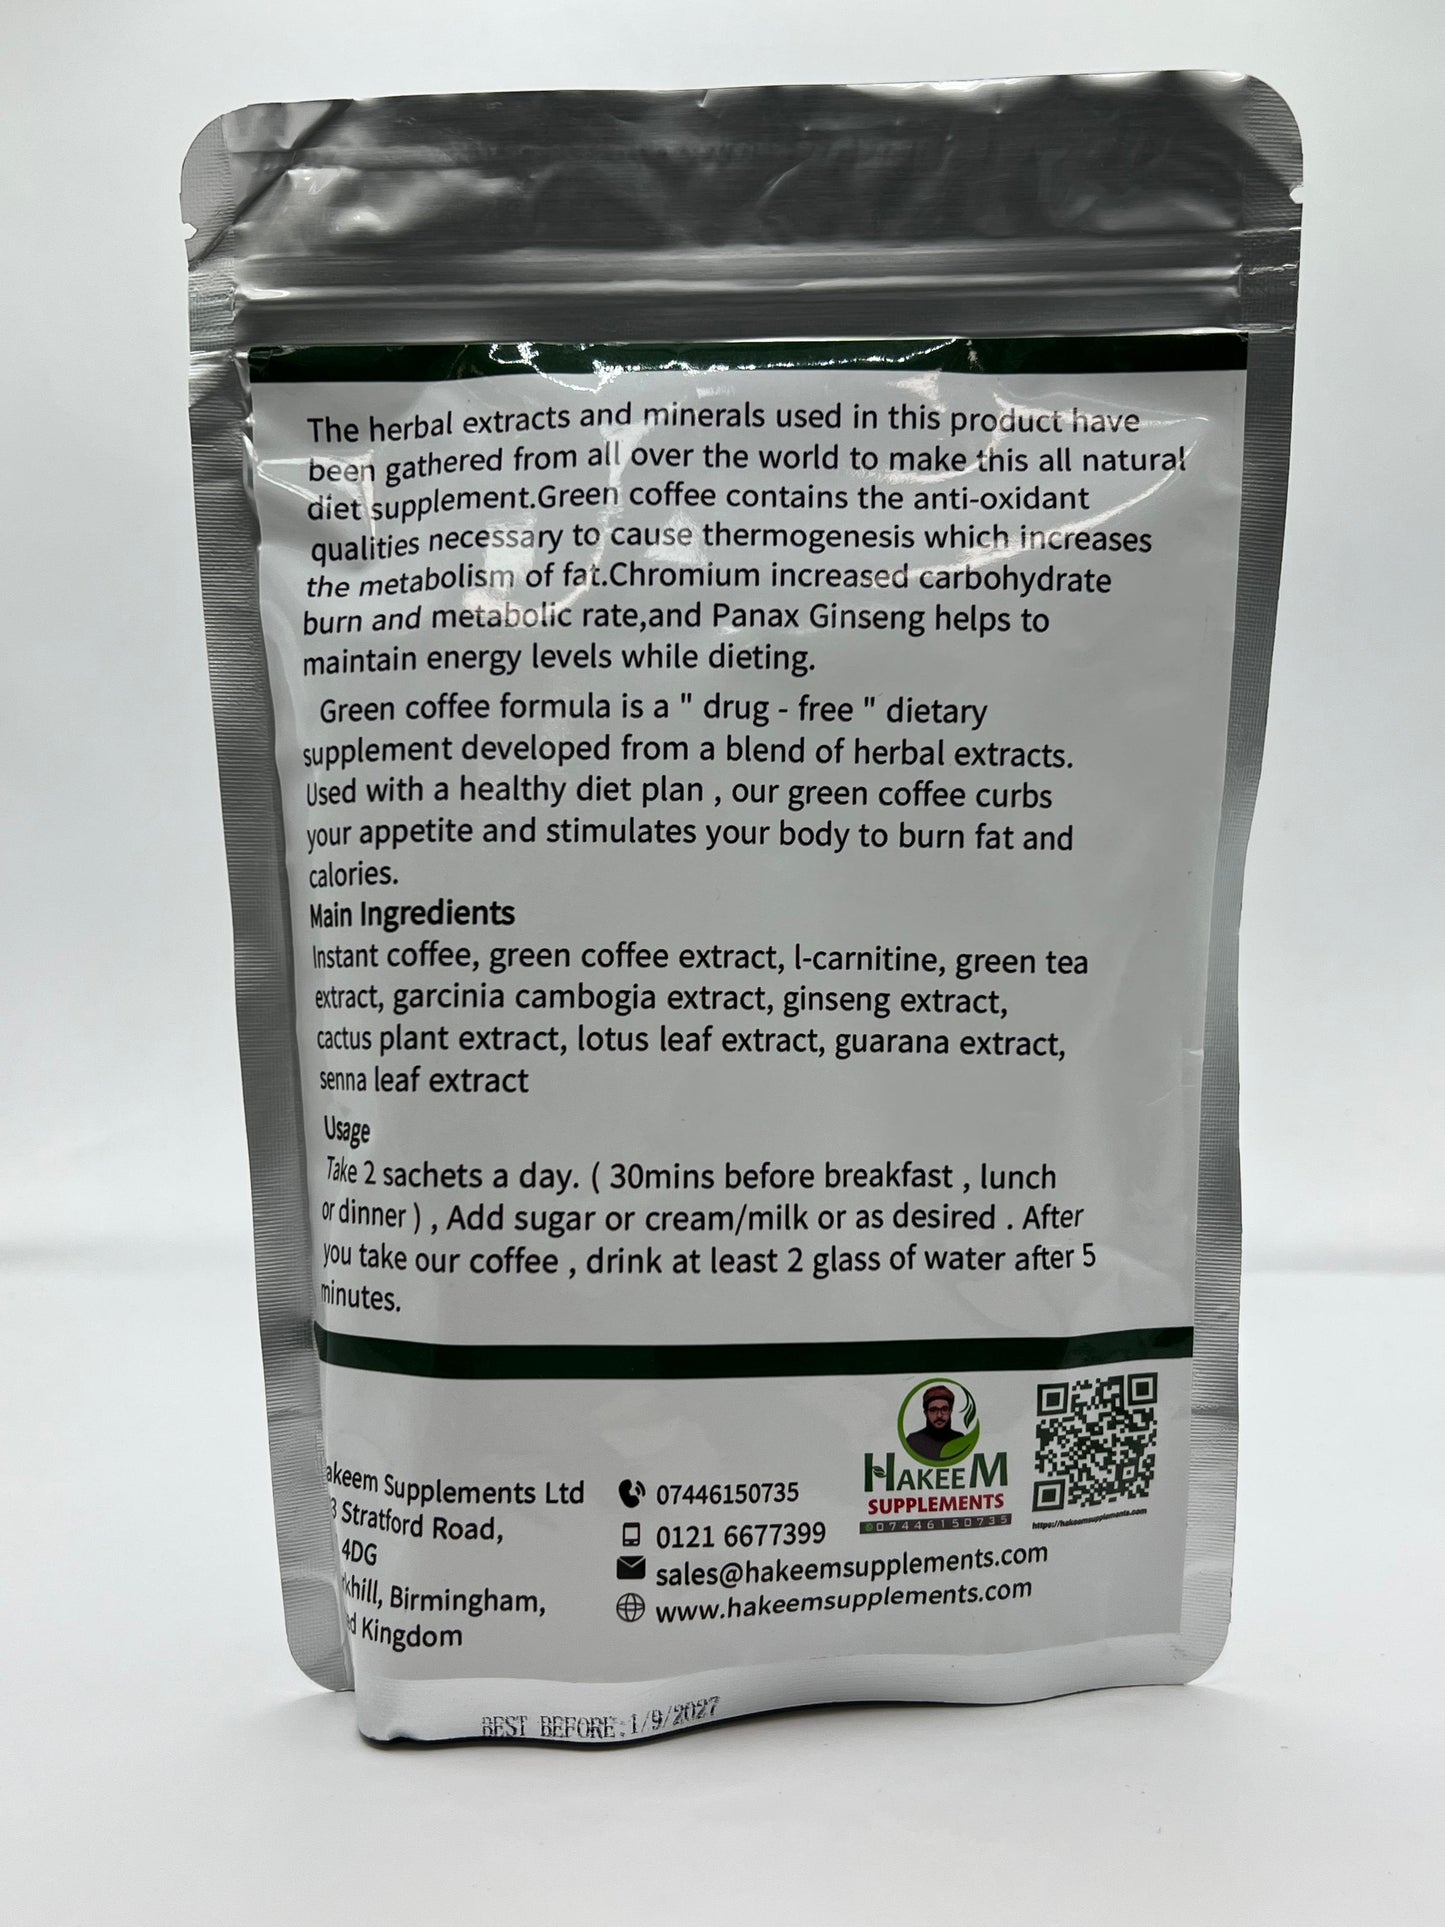 The herbal extracts and minerals used in this product have
been gathered from all over the world to make this all natural
diet supplement.Green coffee contains the anti-oxidant
qualities necessary to cause thermogenesis which increases
the metabolism of fat.Chromium increased carbohydrate
burn and metabolic rate,and Panax Ginseng helps to
maintain energy levels while dieting.
Green coffee formula is a " drug - free " dietary
supplement developed from a blend of herbal extracts.
Used with a healthy diet plan , our green coffee curbs
your appetite and stimulates your body to burn fat and
calories.
Main Ingredients
Instant coffee, green coffee extract, l-carnitine, green tea
extract, garcinia cambogia extract, ginseng extract,
cactus plant extract, lotus leaf extract, guarana extract,
senna leaf extract
Usage
Take 2 sachets a day. ( 30mins before breakfast , lunch
or dinner ) , Add sugar or cream/milk or as desired . After
you take our coffee , drink at least 2 glass of water after 5
minutes.
akeem Supplements Ltd
3 Stratford Road,
4DG
khill, Birmingham,
d Kingdom
07446150735
0121 6677399
sales@hakeemsupplements.com
www.hakeemsupplements.com
HAKEEM
SUPPLEMENTS
07446150735
https://hakeemsupplements.com
BEST BEFORE:1/9/2027